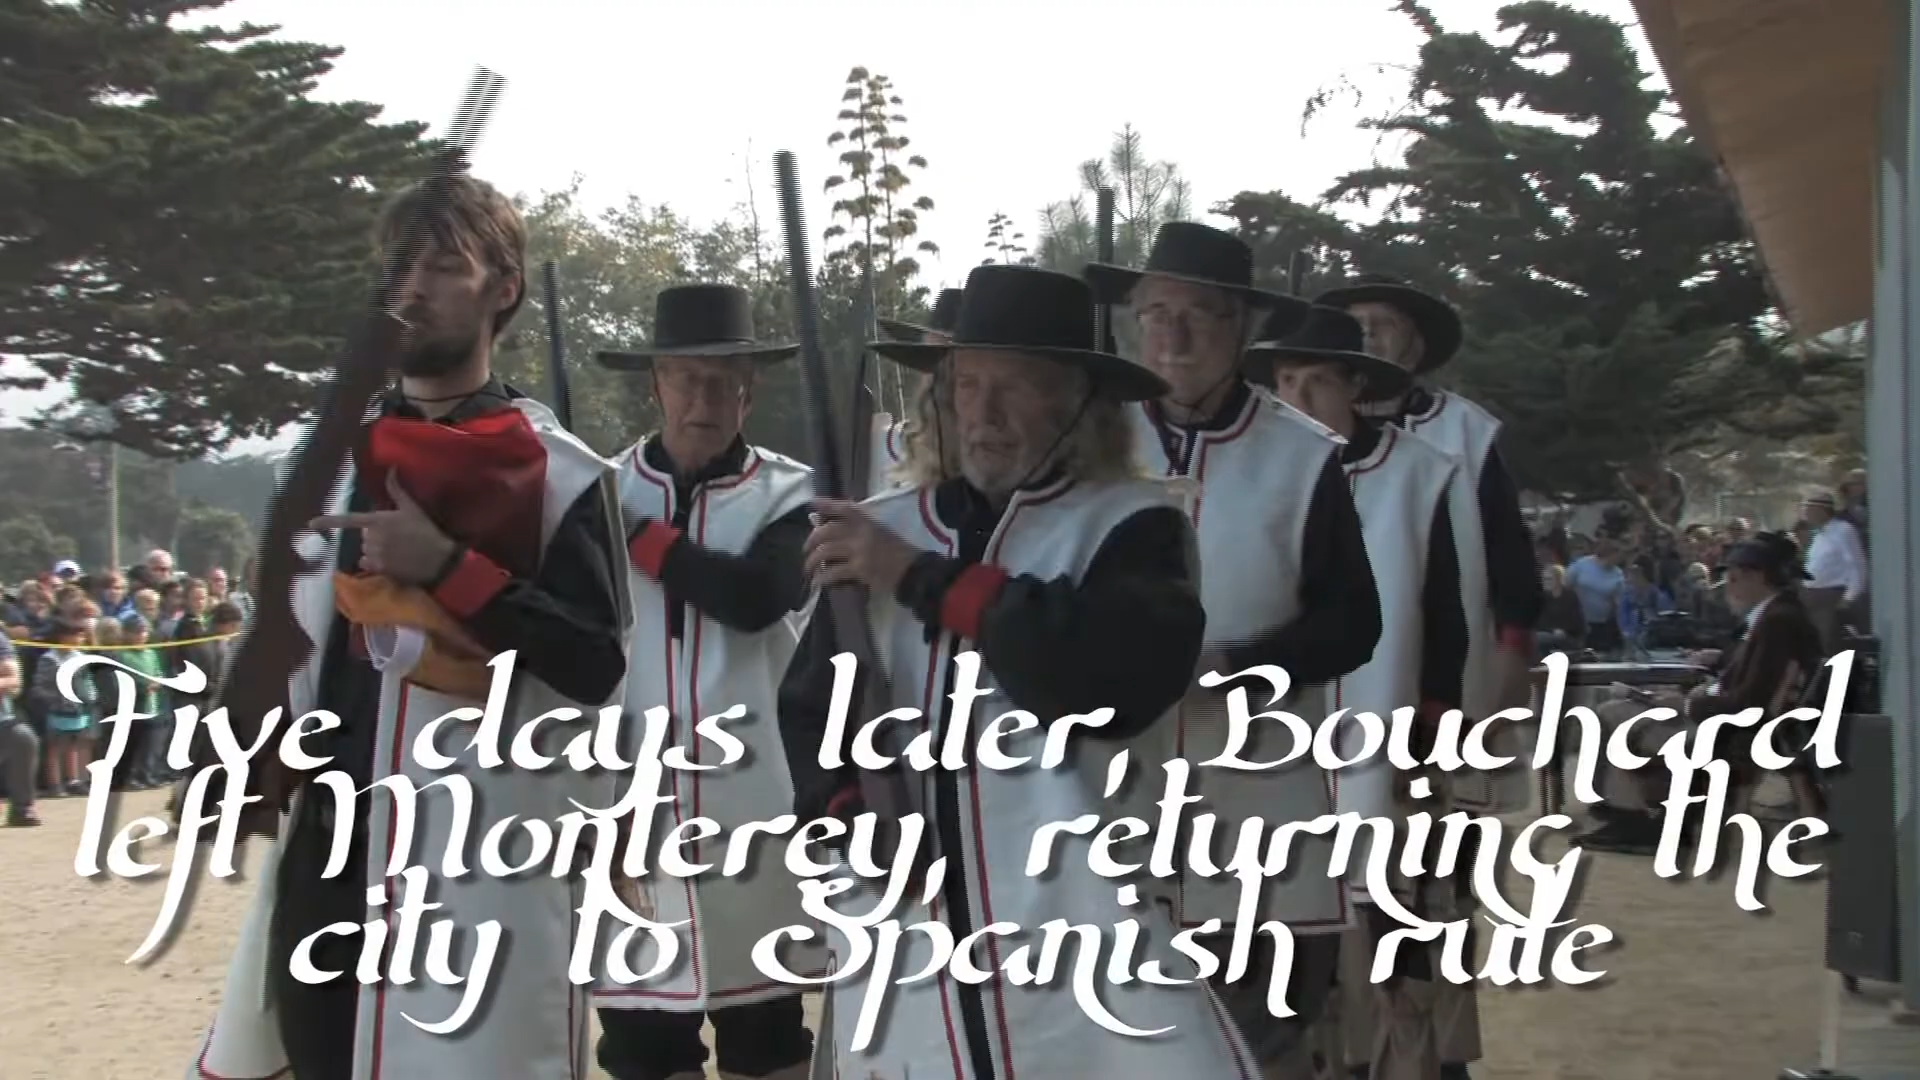 Five days later, Bouchard
left Monterey, returning the
city to Spanish rule